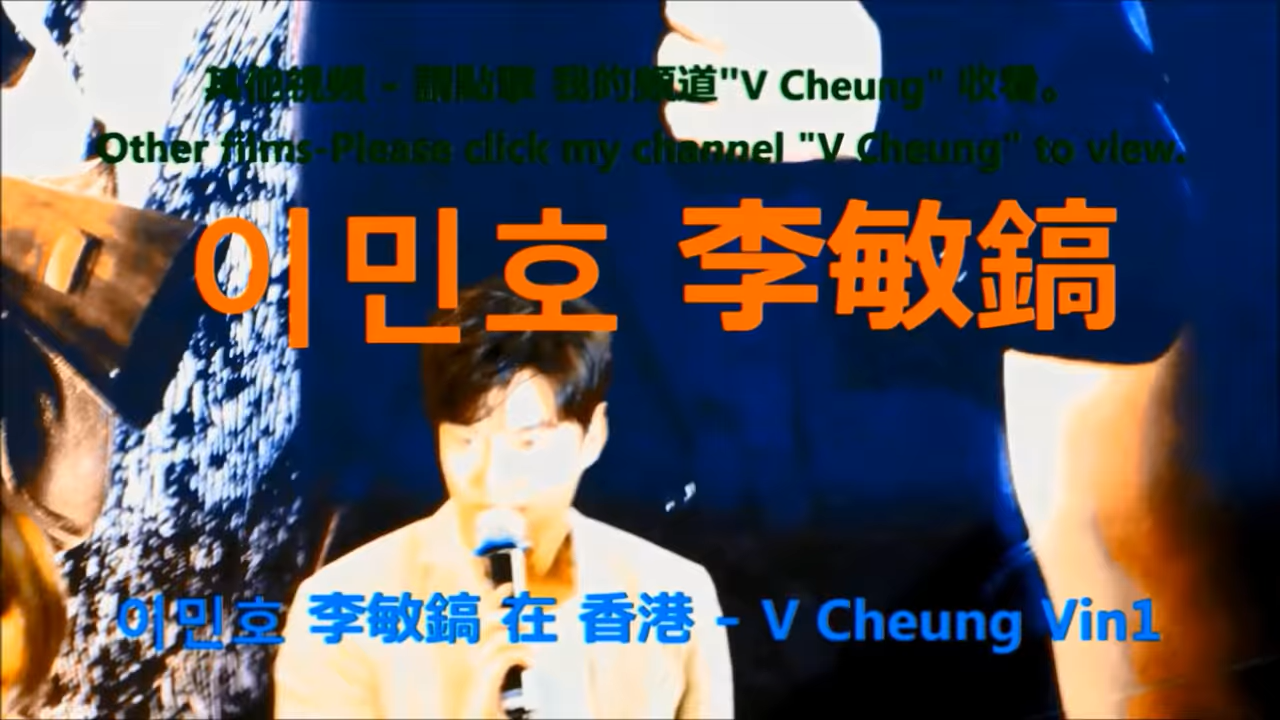 其他視頻 - 請點擊 我的頻道"V Cheung" 收看。
Other films-Please click my channel "V Cheung" to view.
이민호 李敏鎬
이민호 李敏鎬 在 香港 - V Cheung Vin1